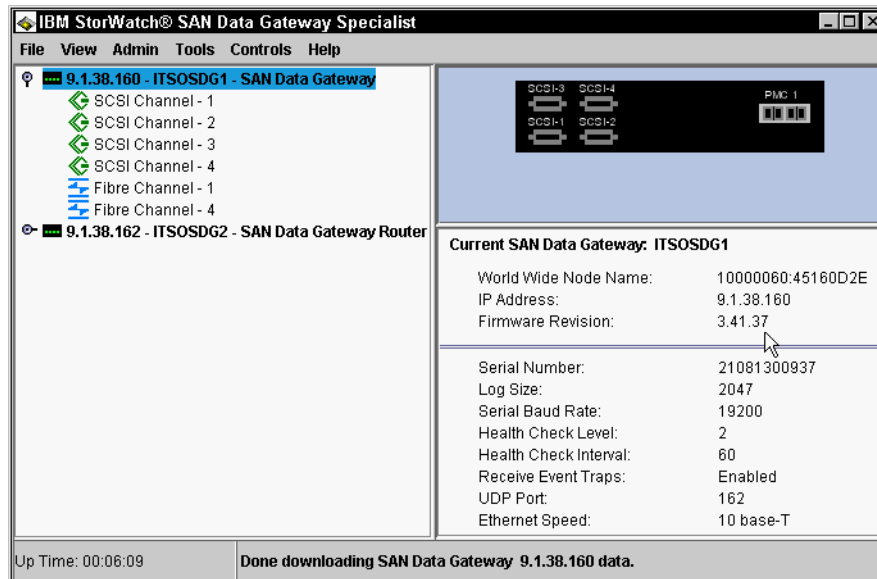 IBM StorWatch® SAN Data Gateway Specialist
File View Admin Tools Controls Help
9.1.38.160 - ITSOSDG1 - SAN Data Gateway
SCSI Channel - 1
SCSI Channel - 2
SCSI Channel - 3
SCSI Channel - 4
Fibre Channel - 1
Fibre Channel - 4
9.1.38.162 - ITSOSDG2 - SAN Data Gateway Router
SCSI-3 SCSI-4
PMC 1
SCSI-1 SCSI-2
Current SAN Data Gateway: ITSOSDG1
World Wide Node Name: 10000060:45160D2E
IP Address: 9.1.38.160
Firmware Revision: 3.41.37
Serial Number: 21081300937
Log Size: 2047
Serial Baud Rate: 19200
Health Check Level: 2
Health Check Interval: 60
Receive Event Traps: Enabled
UDP Port: 162
Ethernet Speed: 10 base-T
Up Time: 00:06:09
Done downloading SAN Data Gateway 9.1.38.160 data.